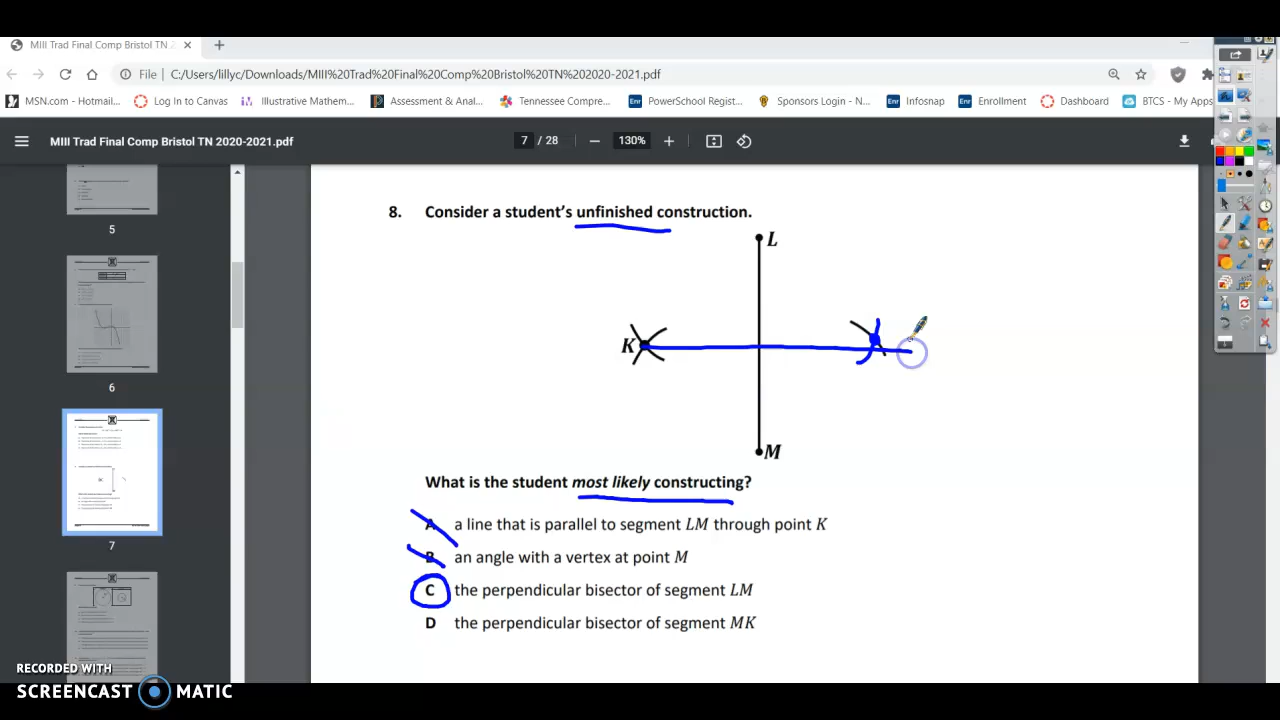 MIII Trad Final Comp Bristol TN 2
File
C:/Users/lillyc/Downloads/MIII%20Trad%20Final%20Comp%20Bristol%20TN%202020-2021.pdf
MSN.com - Hotmail...
Log In to Canvas
Illustrative Mathem...
Assessment & Anal...
Tennessee Compre...
PowerSchool Regist...
Sponsors Login - N...
Infosnap
Enrollment
Dashboard
BTCS - My Apps
MIII Trad Final Comp Bristol TN 2020-2021.pdf
7 / 28
130%
5
6
7
8. Consider a student's unfinished construction.
L
K
M
What is the student most likely constructing?
A a line that is parallel to segment LM through point K
B an angle with a vertex at point M
C the perpendicular bisector of segment LM
D the perpendicular bisector of segment MK
RECORDED WITH
SCREENCAST MATIC